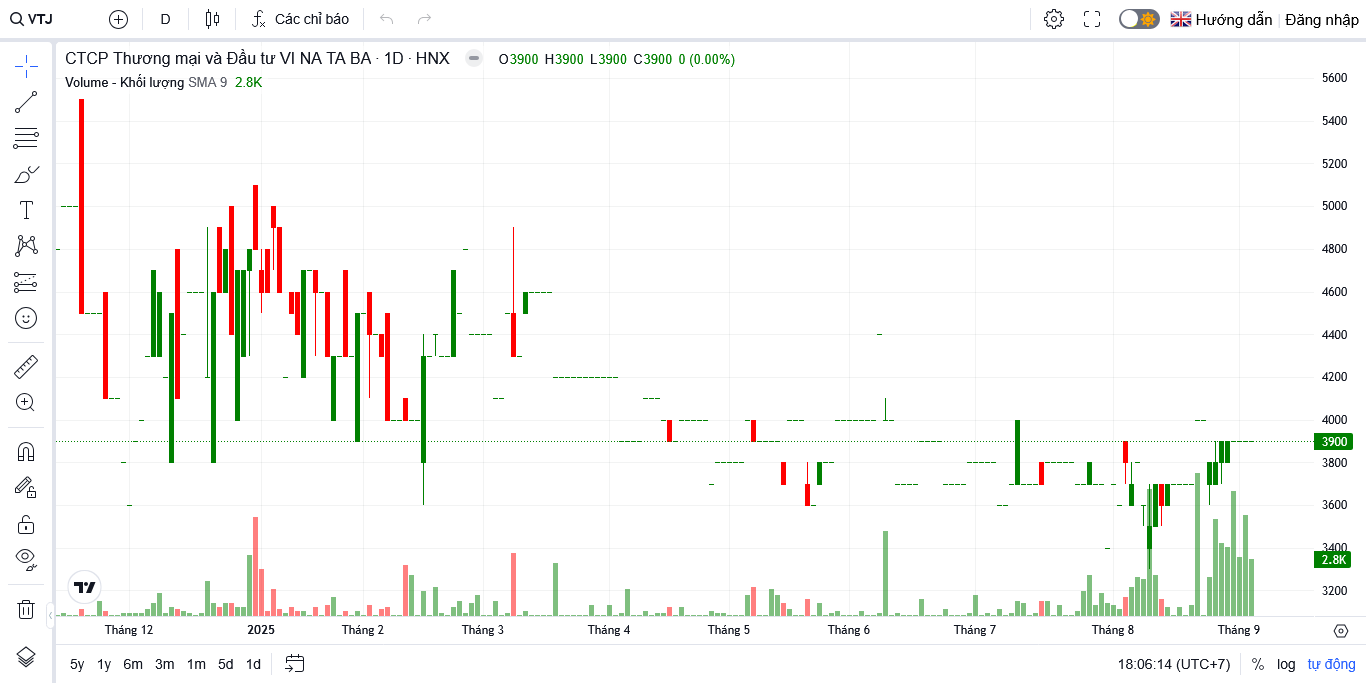 VTJ D Các chỉ báo Hướng dẫn Đăng nhập
CTCP Thương mại và Đầu tư VI NA TA BA · 1D · HNX O3900 H3900 L3900 C3900 0 (0.00%)
Volume - Khối lượng SMA 9 2.8K
5600
5400
5200
5000
4800
4600
4400
4200
4000
3900
3800
3600
3400
2.8K
3200
Tháng 12 2025 Tháng 2 Tháng 3 Tháng 4 Tháng 5 Tháng 6 Tháng 7 Tháng 8 Tháng 9
5y 1y 6m 3m 1m 5d 1d 18:06:14 (UTC+7) % log tự động